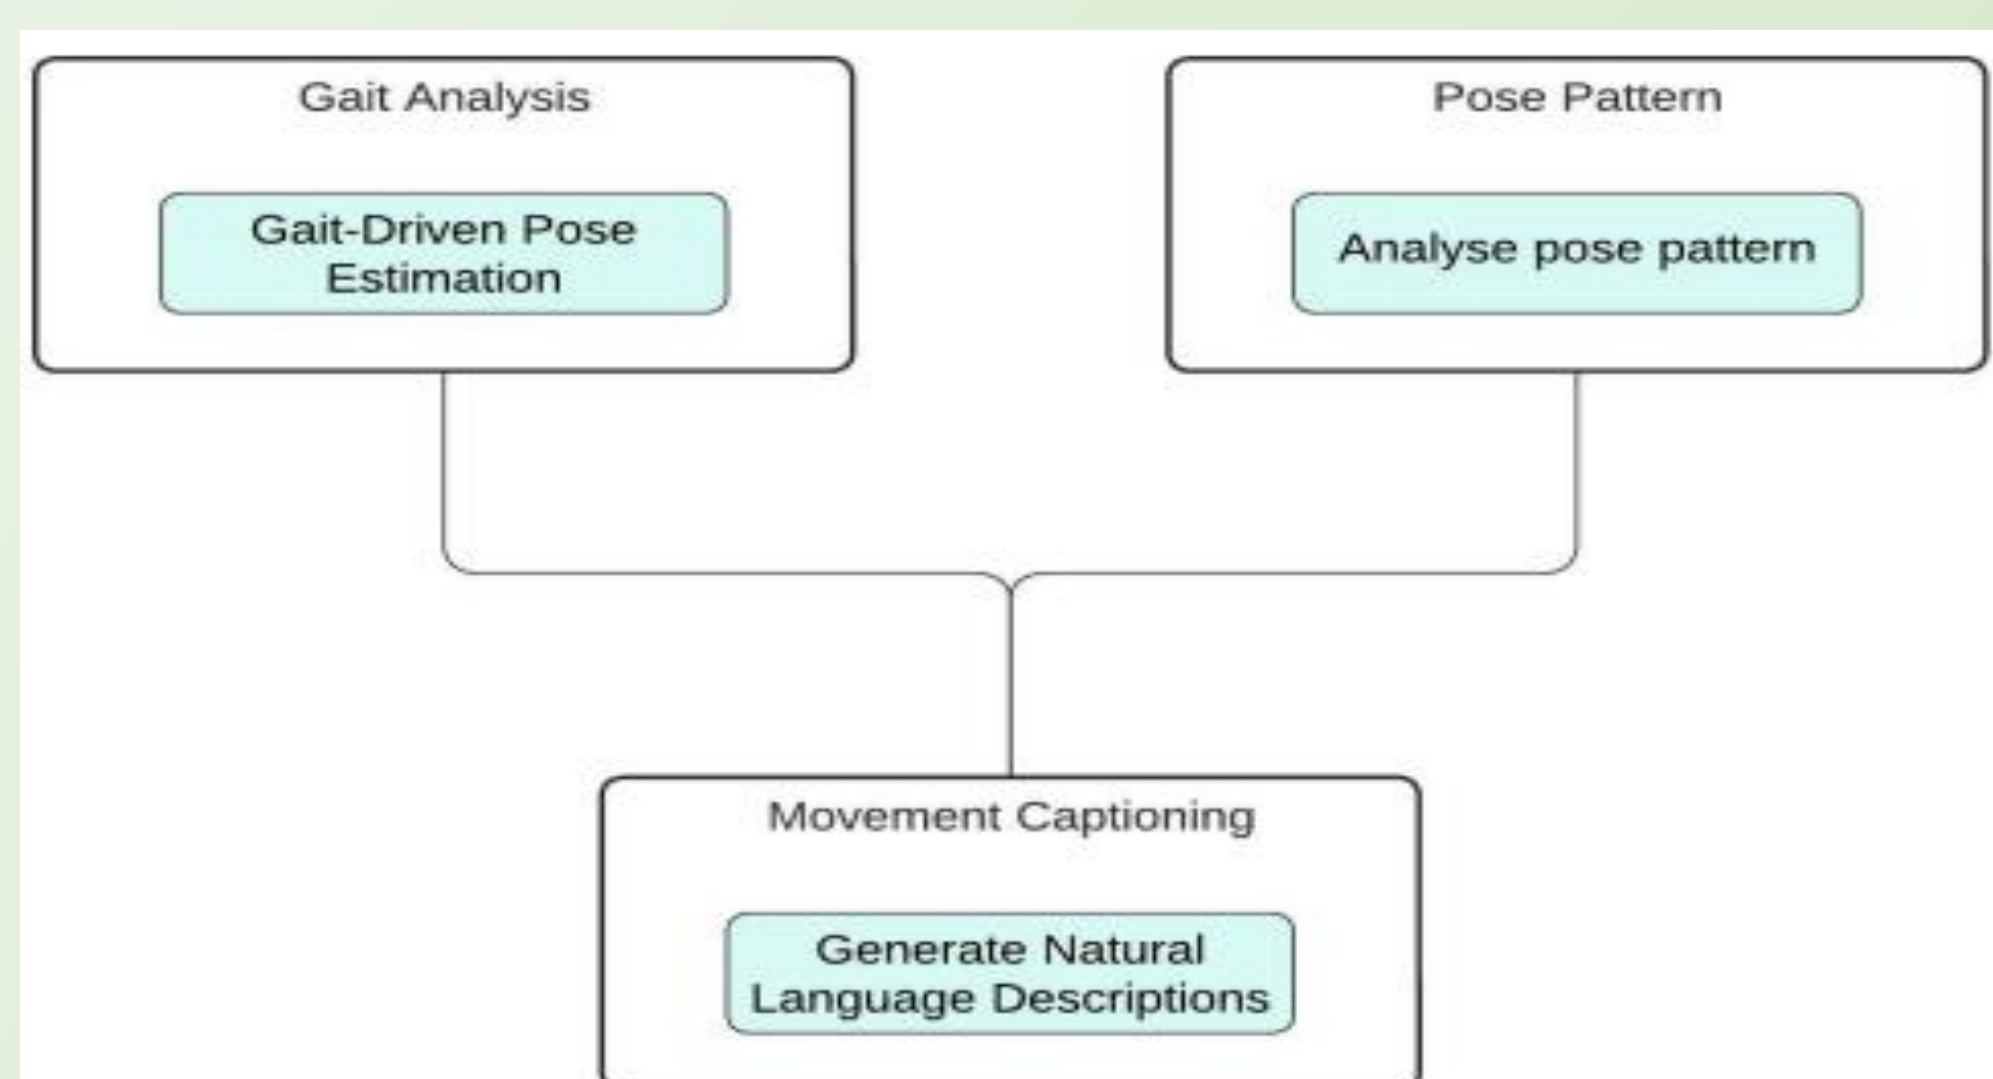 Gait Analysis
Gait-Driven Pose
Estimation
Pose Pattern
Analyse pose pattern
Movement Captioning
Generate Natural
Language Descriptions